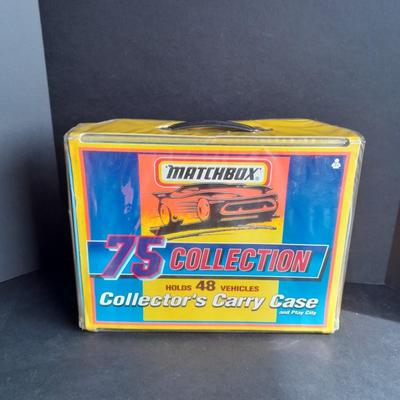 MATCHBOX
75 COLLECTION
HOLDS 48 VEHICLES
Collector's Carry Case
and Play City